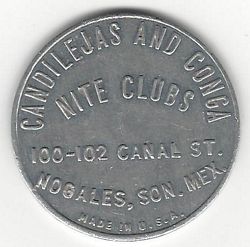 CANDILEJAS AND CONGA
NITE CLUBS
100-102 CANAL ST.
NOGALES, SON. MEX.
MADE IN U.S.A.